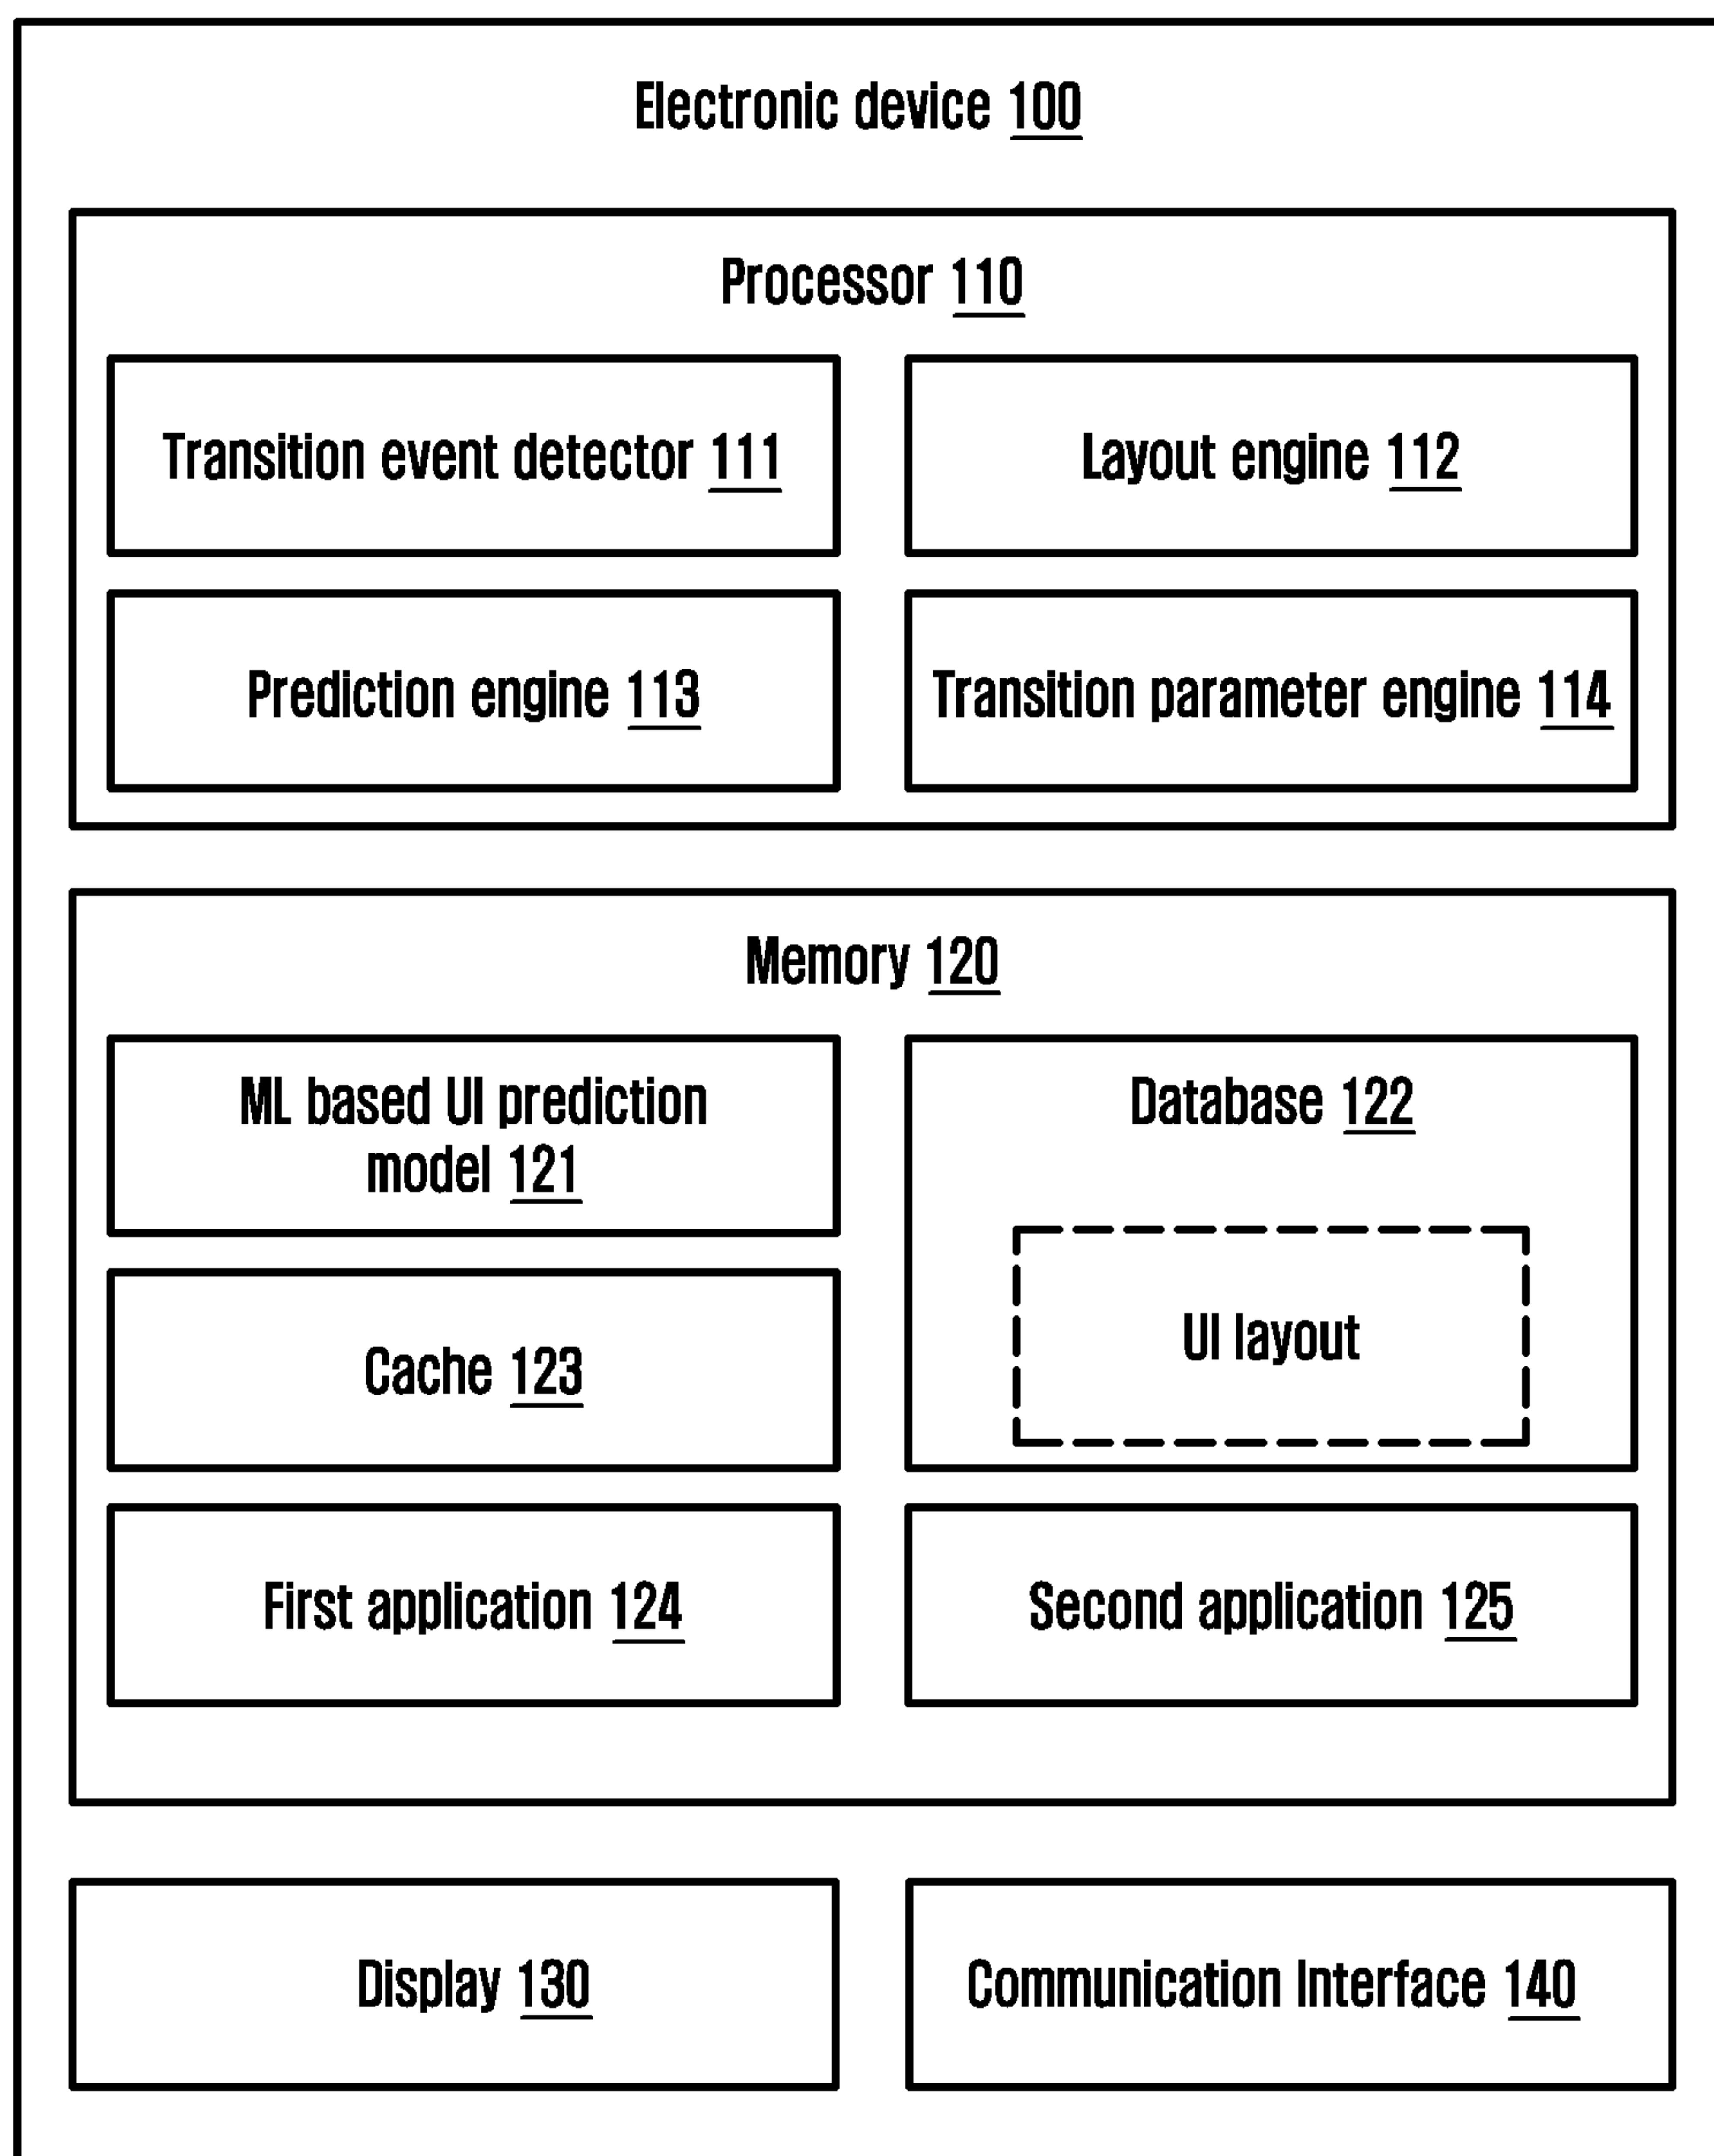 Electronic device 100
Processor 110
Transition event detector 111
Layout engine 112
Prediction engine 113
Transition parameter engine 114
Memory 120
ML based UI prediction
model 121
Database 122
UI layout
Cache 123
First application 124
Second application 125
Display 130
Communication Interface 140